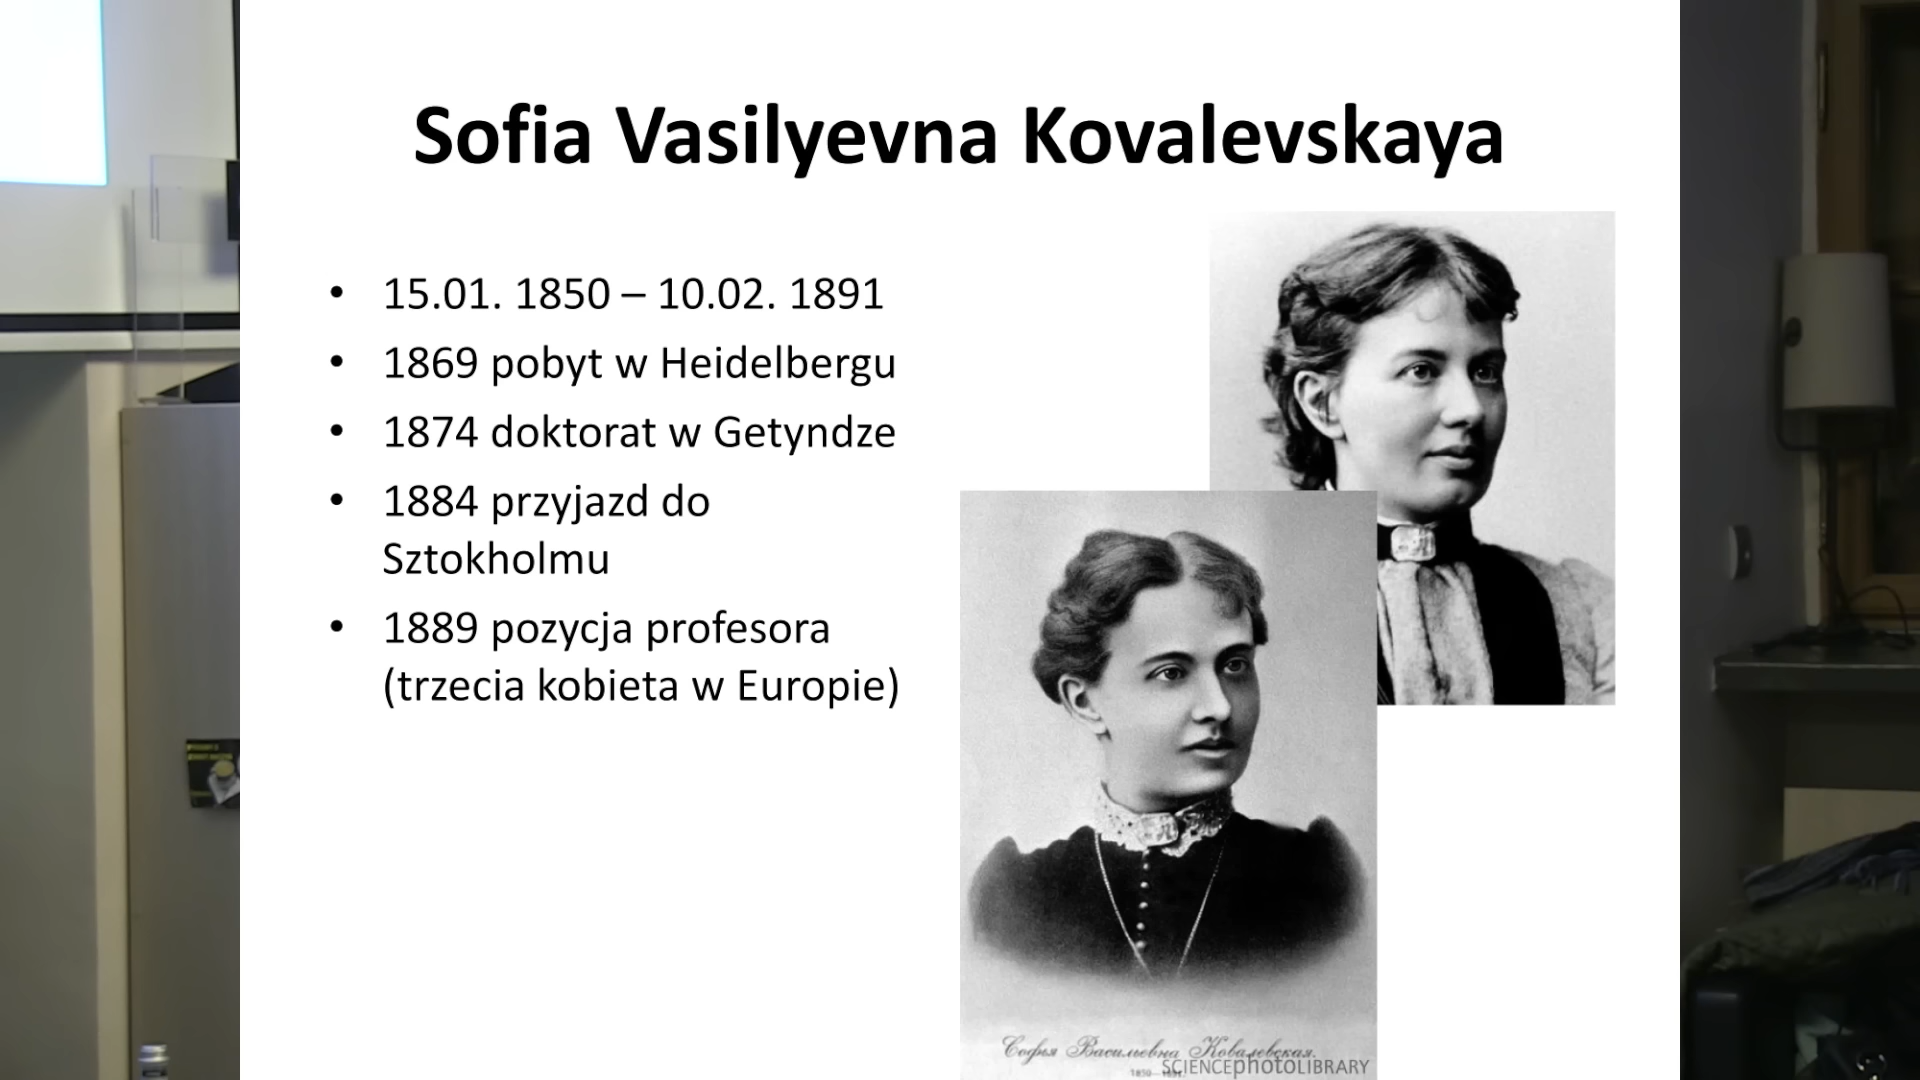 Sofia Vasilyevna Kovalevskaya
• 15.01. 1850 – 10.02. 1891
• 1869 pobyt w Heidelbergu
• 1874 doktorat w Getyndze
• 1884 przyjazd do
Sztokholmu
• 1889 pozycja profesora
(trzecia kobieta w Europie)
Софья Васильевна Ковалевская.
SCIENCEphotoLIBRARY